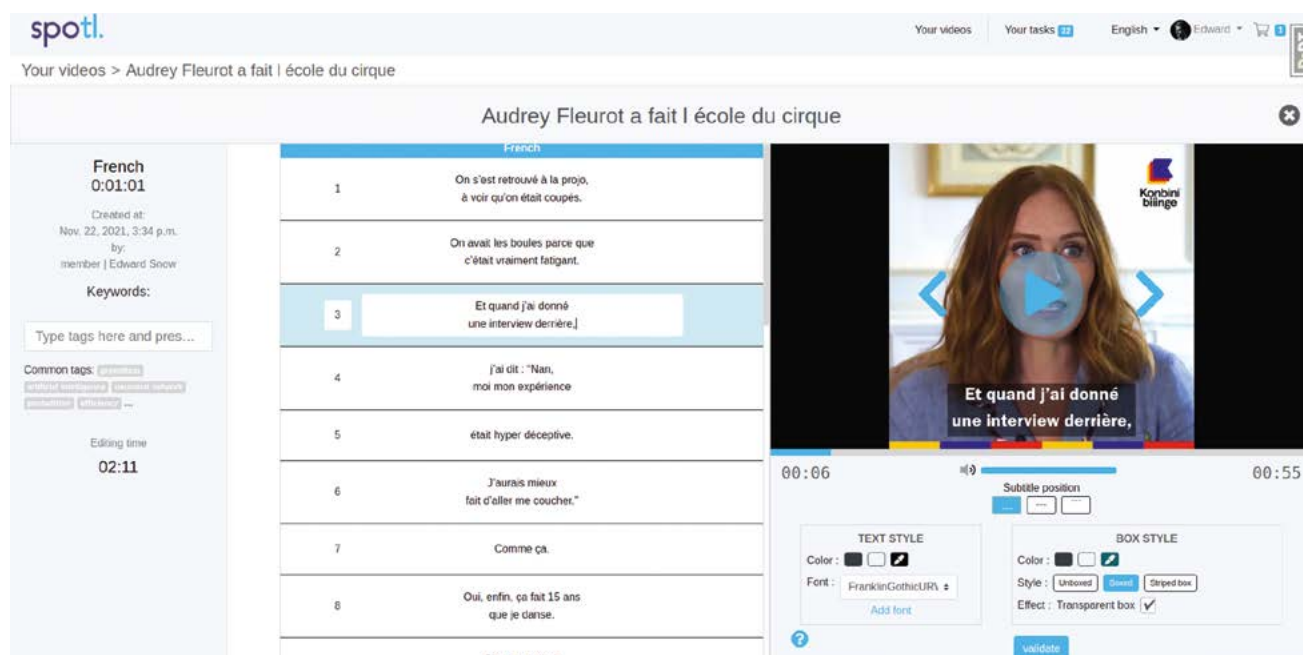 spotl.
Your videos
Your tasks 22
English
Edward
1
Your videos > Audrey Fleurot a fait l école du cirque
Audrey Fleurot a fait l école du cirque
French
0:01:01
Created at:
Nov. 22, 2021, 3:34 p.m.
by:
member | Edward Snow
Keywords:
Type tags here and pres...
Common tags:
...
Editing time
02:11
French
1
On s'est retrouvé à la projo,
à voir qu'on était coupés.
2
On avait les boules parce que
c'était vraiment fatigant.
3
Et quand j'ai donné
une interview derrière,
4
j'ai dit : "Nan,
moi mon expérience
5
était hyper déceptive.
6
J'aurais mieux
fait d'aller me coucher."
7
Comme ça.
8
Oui, enfin, ça fait 15 ans
que je danse.
Konbini
biiinge
Et quand j'ai donné
une interview derrière,
00:06
00:55
Subtitle position
TEXT STYLE
Color :
Font :
FranklinGothicURW
Add font
BOX STYLE
Color :
Style :
Unboxed
Boxed
Striped box
Effect : Transparent box
?
validate